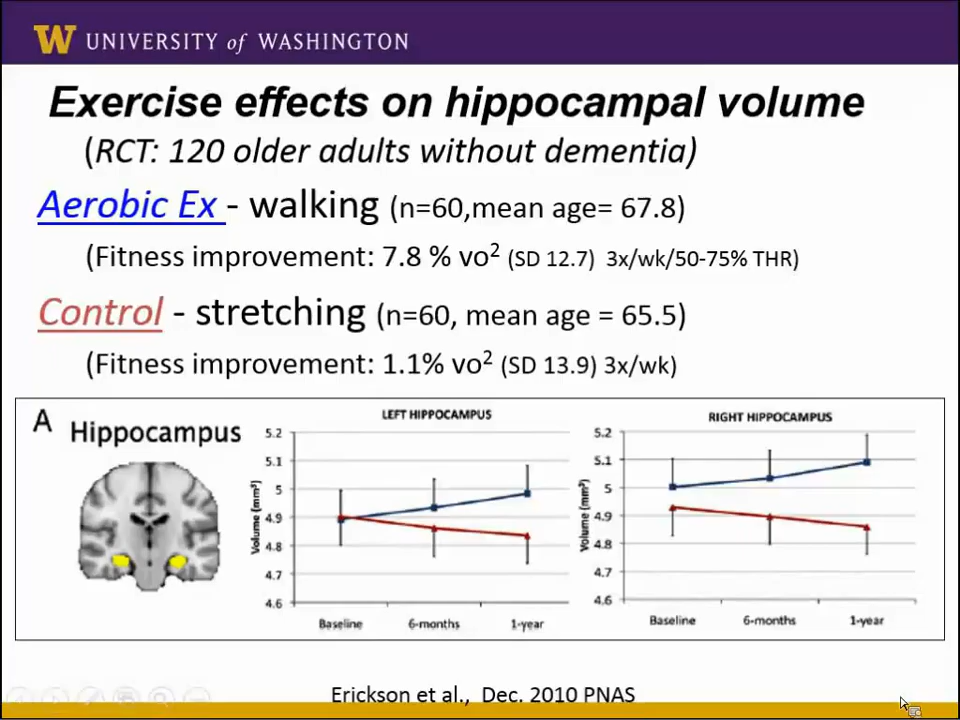 W UNIVERSITY of WASHINGTON
Exercise effects on hippocampal volume
(RCT: 120 older adults without dementia)
Aerobic Ex - walking (n=60,mean age= 67.8)
(Fitness improvement: 7.8 % vo² (SD 12.7) 3x/wk/50-75% THR)
Control - stretching (n=60, mean age = 65.5)
(Fitness improvement: 1.1% vo² (SD 13.9) 3x/wk)
A Hippocampus
LEFT HIPPOCAMPUS
Volume (mm³)
5.2
5.1
5
4.9
4.8
4.7
4.6
Baseline 6-months 1-year
RIGHT HIPPOCAMPUS
Volume (mm³)
5.2
5.1
5
4.9
4.8
4.7
4.6
Baseline 6-months 1-year
Erickson et al., Dec. 2010 PNAS